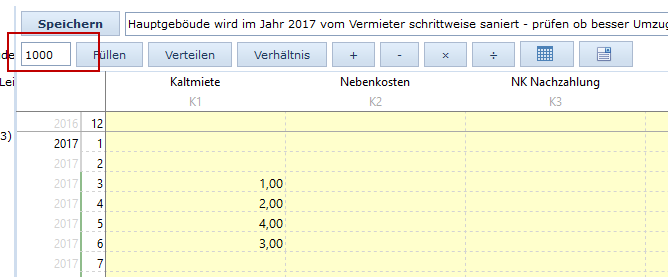 Speichern Hauptgebäude wird im Jahr 2017 vom Vermieter schrittweise saniert - prüfen ob besser Umzug
de 1000 Füllen Verteilen Verhältnis + - × ÷
Lei Kaltmiete Nebenkosten NK Nachzahlung
K1 K2 K3
2016 12
3) 2017 1
2017 2
2017 3 1,00
2017 4 2,00
2017 5 4,00
2017 6 3,00
2017 7